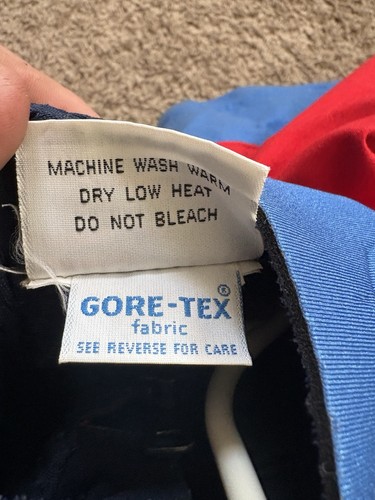 MACHINE WASH WARM
DRY LOW HEAT
DO NOT BLEACH
GORE-TEX®
fabric
SEE REVERSE FOR CARE